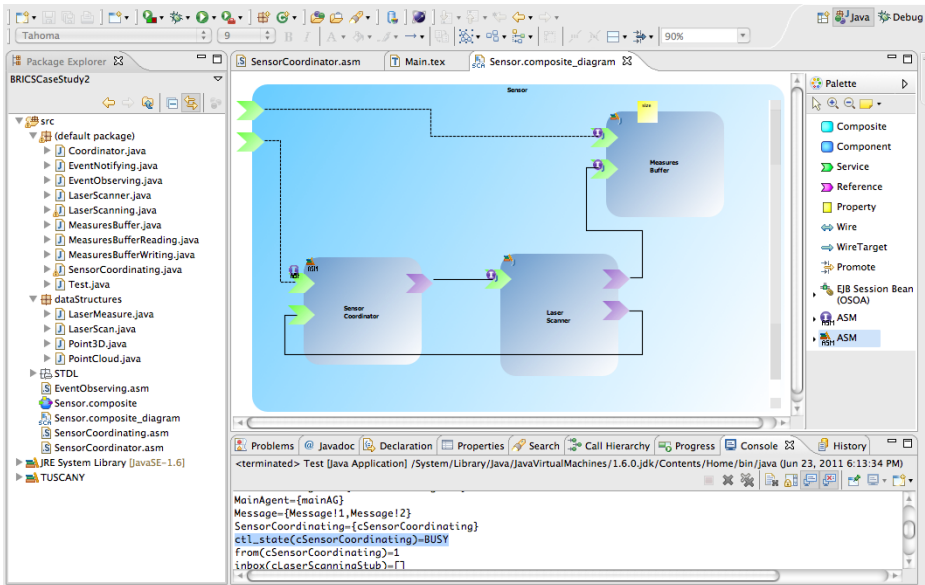 Java
Debug
Tahoma
9
B
I
A
90%
Package Explorer
BRICSCaseStudy2
src
(default package)
Coordinator.java
EventNotifying.java
EventObserving.java
LaserScanner.java
LaserScanning.java
MeasuresBuffer.java
MeasuresBufferReading.java
MeasuresBufferWriting.java
SensorCoordinating.java
Test.java
dataStructures
LaserMeasure.java
LaserScan.java
Point3D.java
PointCloud.java
STDL
EventObserving.asm
Sensor.composite
Sensor.composite_diagram
SensorCoordinating.asm
SensorCoordinator.asm
JRE System Library [JavaSE-1.6]
TUSCANY
SensorCoordinator.asm
Main.tex
Sensor.composite_diagram
Sensor
size
Measures
Buffer
Sensor
Coordinator
Laser
Scanner
Palette
Composite
Component
Service
Reference
Property
Wire
WireTarget
Promote
EJB Session Bean
(OSOA)
ASM
ASM
Problems
Javadoc
Declaration
Properties
Search
Call Hierarchy
Progress
Console
History
<terminated> Test [Java Application] /System/Library/Java/JavaVirtualMachines/1.6.0.jdk/Contents/Home/bin/java (Jun 23, 2011 6:13:34 PM)
MainAgent={mainAG}
Message={Message!1,Message!2}
SensorCoordinating={cSensorCoordinating}
ctl_state(cSensorCoordinating)=BUSY
from(cSensorCoordinating)=1
inbox(cLaserScanningStub)=[]